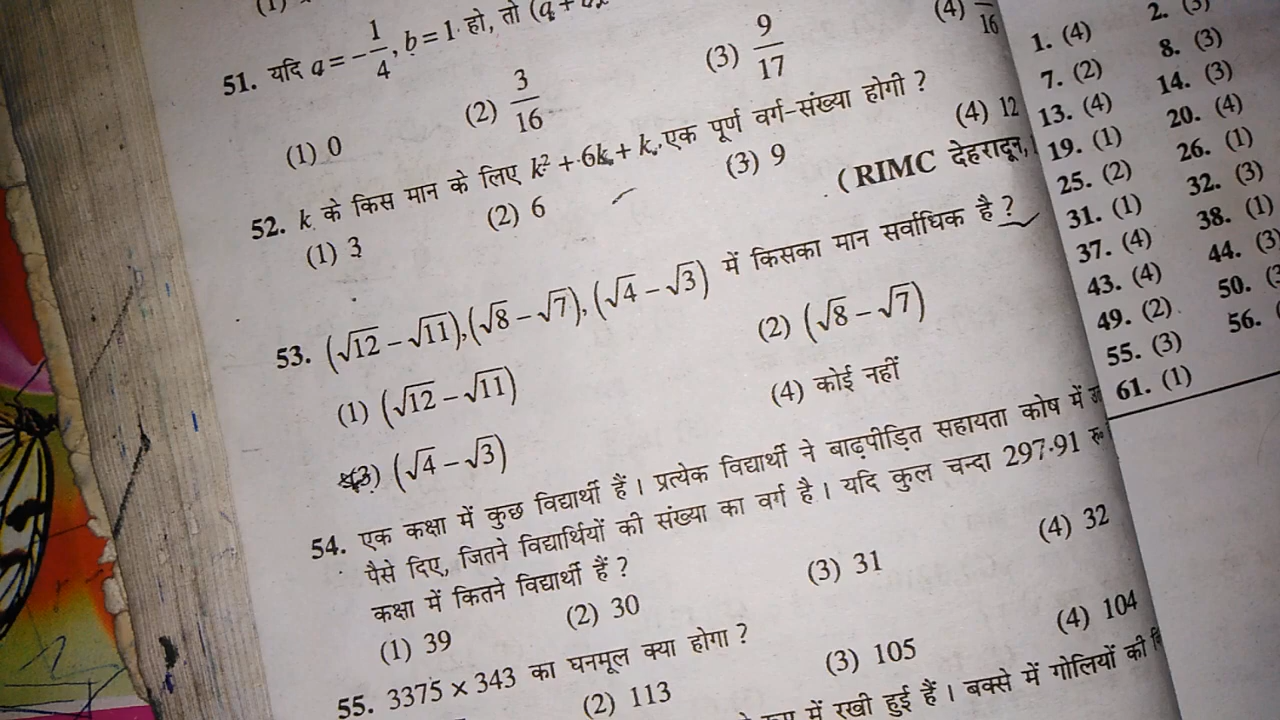 51. यदि a = -1/4, b = 1 हो, तो
(1) 0 (2) 3/16 (3) 9/17 (4) 16
52. k के किस मान के लिए k² + 6k + k एक पूर्ण वर्ग-संख्या होगी ?
(1) 3 (2) 6 (3) 9 (4) 12
(RIMC देहरादून,
53. (√12 - √11), (√8 - √7), (√4 - √3) में किसका मान सर्वाधिक है ?
(1) (√12 - √11) (2) (√8 - √7)
(3) (√4 - √3) (4) कोई नहीं
54. एक कक्षा में कुछ विद्यार्थी हैं । प्रत्येक विद्यार्थी ने बाढ़पीड़ित सहायता कोष में
पैसे दिए, जितने विद्यार्थियों की संख्या का वर्ग है । यदि कुल चन्दा 297·91 रु॰
कक्षा में कितने विद्यार्थी हैं ?
(1) 39 (2) 30 (3) 31 (4) 32
55. 3375 × 343 का घनमूल क्या होगा ?
(2) 113 (3) 105 (4) 104
में रखी हुई हैं । बक्से में गोलियों की
1. (4) 2. (3)
7. (2) 8. (3)
13. (4) 14. (3)
19. (1) 20. (4)
25. (2) 26. (1)
31. (1) 32. (3)
37. (4) 38. (1)
43. (4) 44. (3)
49. (2) 50.
55. (3) 56.
61. (1)